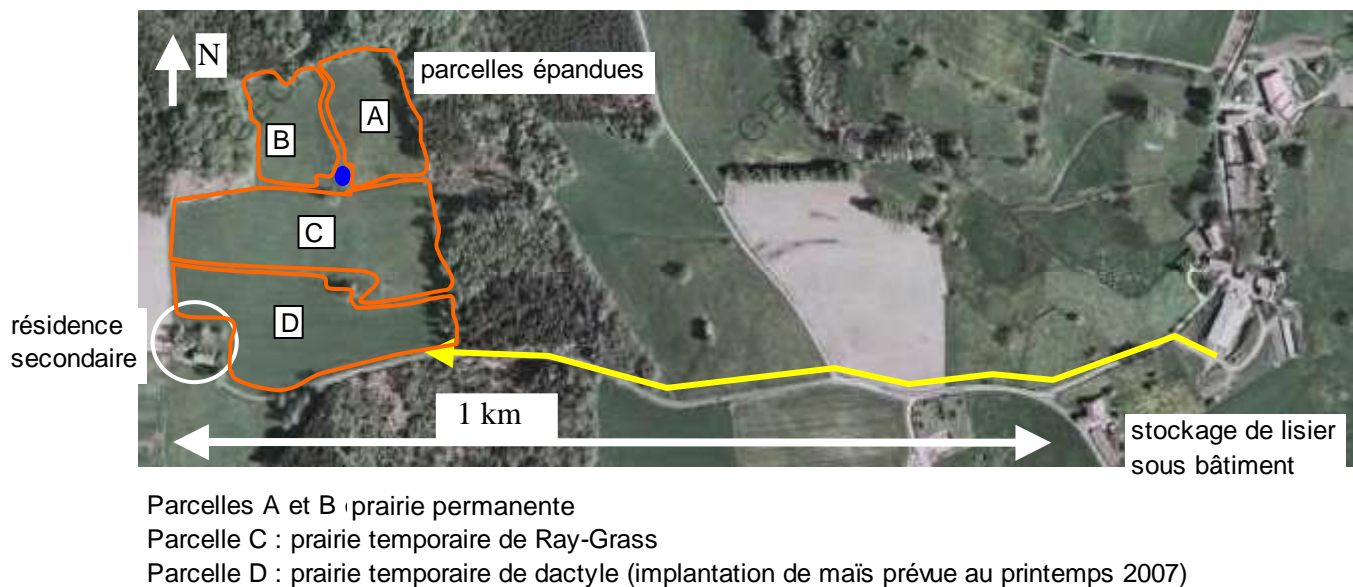 N
parcelles épandues
A
B
C
D
résidence
secondaire
1 km
stockage de lisier
sous bâtiment
Parcelles A et B prairie permanente
Parcelle C : prairie temporaire de Ray-Grass
Parcelle D : prairie temporaire de dactyle (implantation de maïs prévue au printemps 2007)